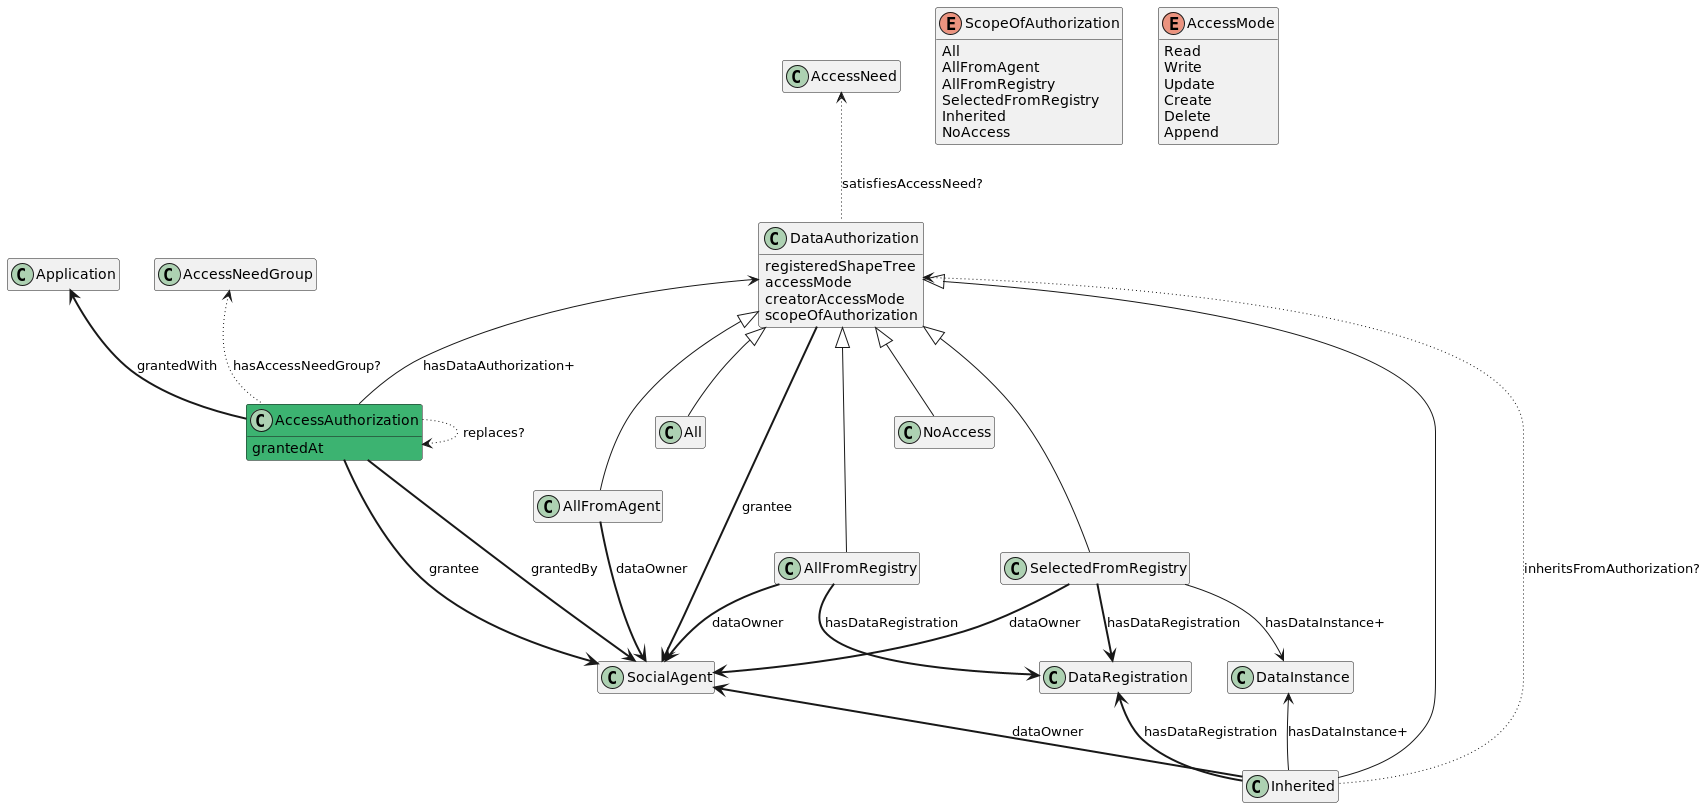 E ScopeOfAuthorization
All
AllFromAgent
AllFromRegistry
SelectedFromRegistry
Inherited
NoAccess
E AccessMode
Read
Write
Update
Create
Delete
Append
C AccessNeed
satisfiesAccessNeed?
C DataAuthorization
registeredShapeTree
accessMode
creatorAccessMode
scopeOfAuthorization
C Application
C AccessNeedGroup
grantedWith
hasAccessNeedGroup?
hasDataAuthorization+
C AccessAuthorization
grantedAt
replaces?
C All
C NoAccess
C AllFromAgent
grantee
C AllFromRegistry
C SelectedFromRegistry
grantee
grantedBy
dataOwner
inheritsFromAuthorization?
dataOwner
hasDataRegistration
dataOwner
hasDataRegistration
hasDataInstance+
C SocialAgent
C DataRegistration
C DataInstance
dataOwner
hasDataRegistration
hasDataInstance+
C Inherited